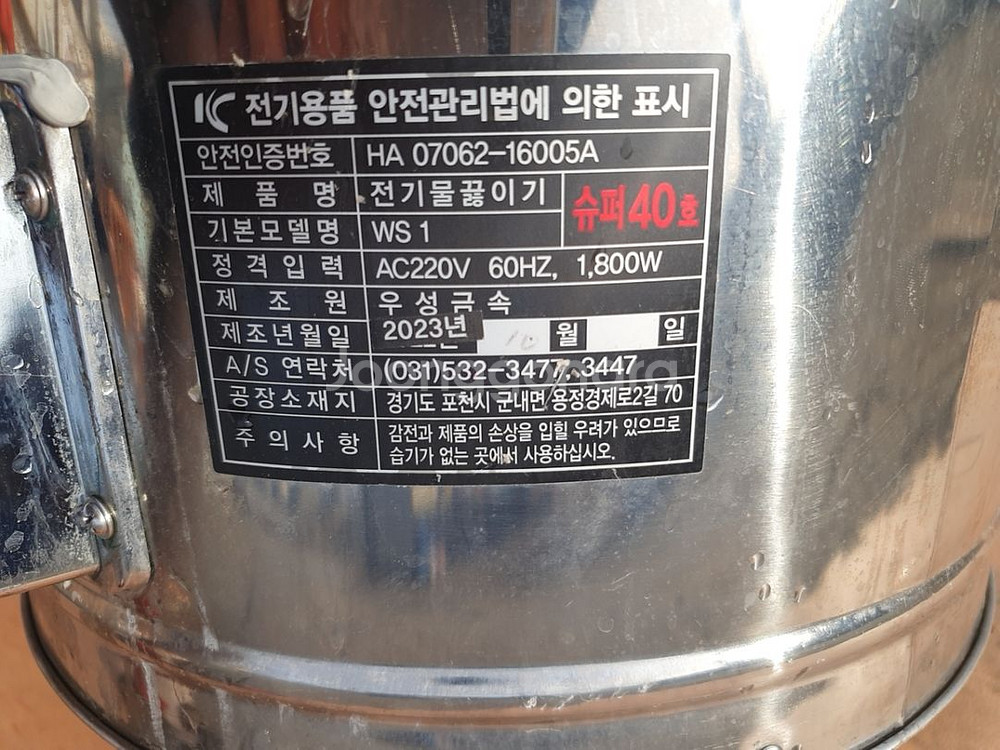 KC 전기용품 안전관리법에 의한 표시
안전인증번호 HA 07062-16005A
제품명 전기물끓이기 슈퍼40호
기본모델명 WS 1
정격입력 AC220V 60HZ, 1,800W
제조원 우성금속
제조년월일 2023년 10 월 일
A/S 연락처 (031)532-3477, 3447
공장소재지 경기도 포천시 군내면 용정경제로2길 70
주의사항 감전과 제품의 손상을 입힐 우려가 있으므로
습기가 없는 곳에서 사용하십시오.